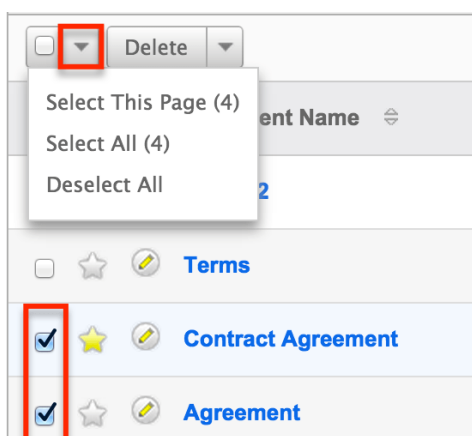 Delete
Select This Page (4)
Select All (4)
Deselect All
ent Name
2
Terms
Contract Agreement
Agreement